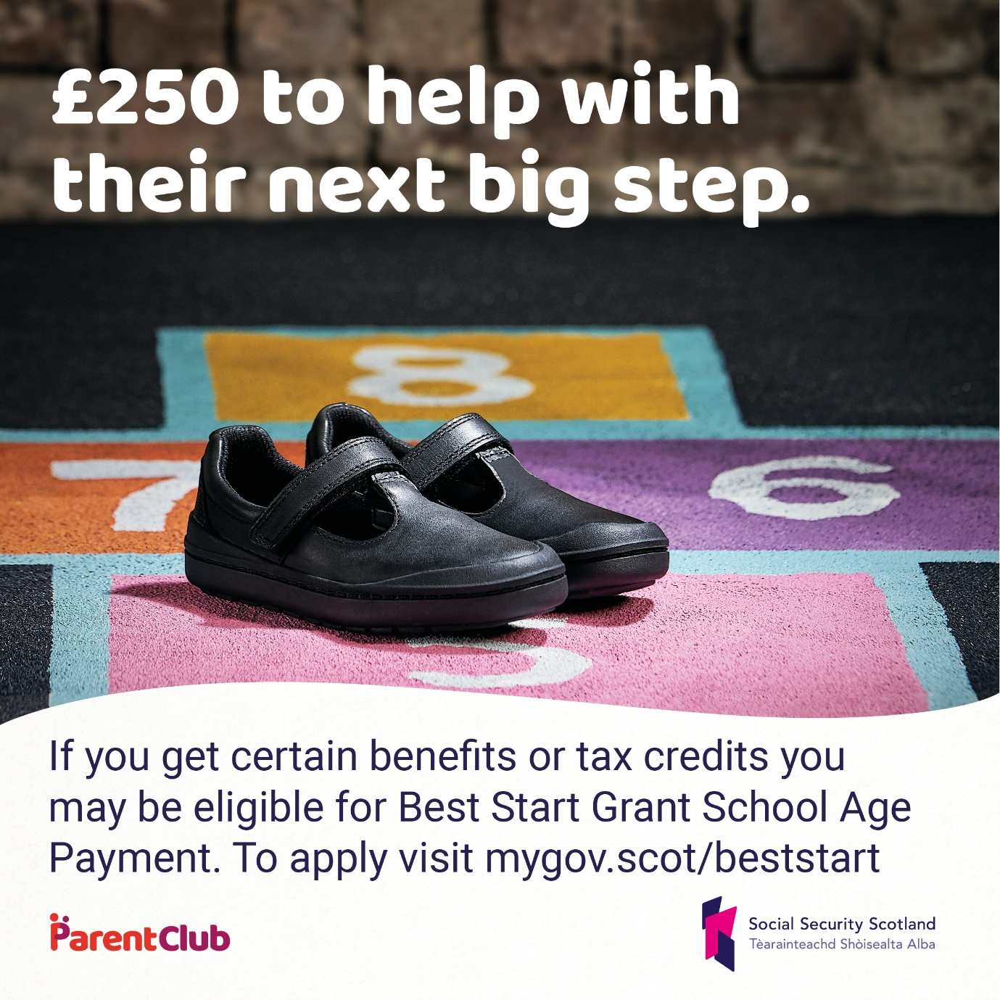 £250 to help with
their next big step.
8
7
6
5
If you get certain benefits or tax credits you
may be eligible for Best Start Grant School Age
Payment. To apply visit mygov.scot/beststart
ParentClub
Social Security Scotland
Tèarainteachd Shòisealta Alba